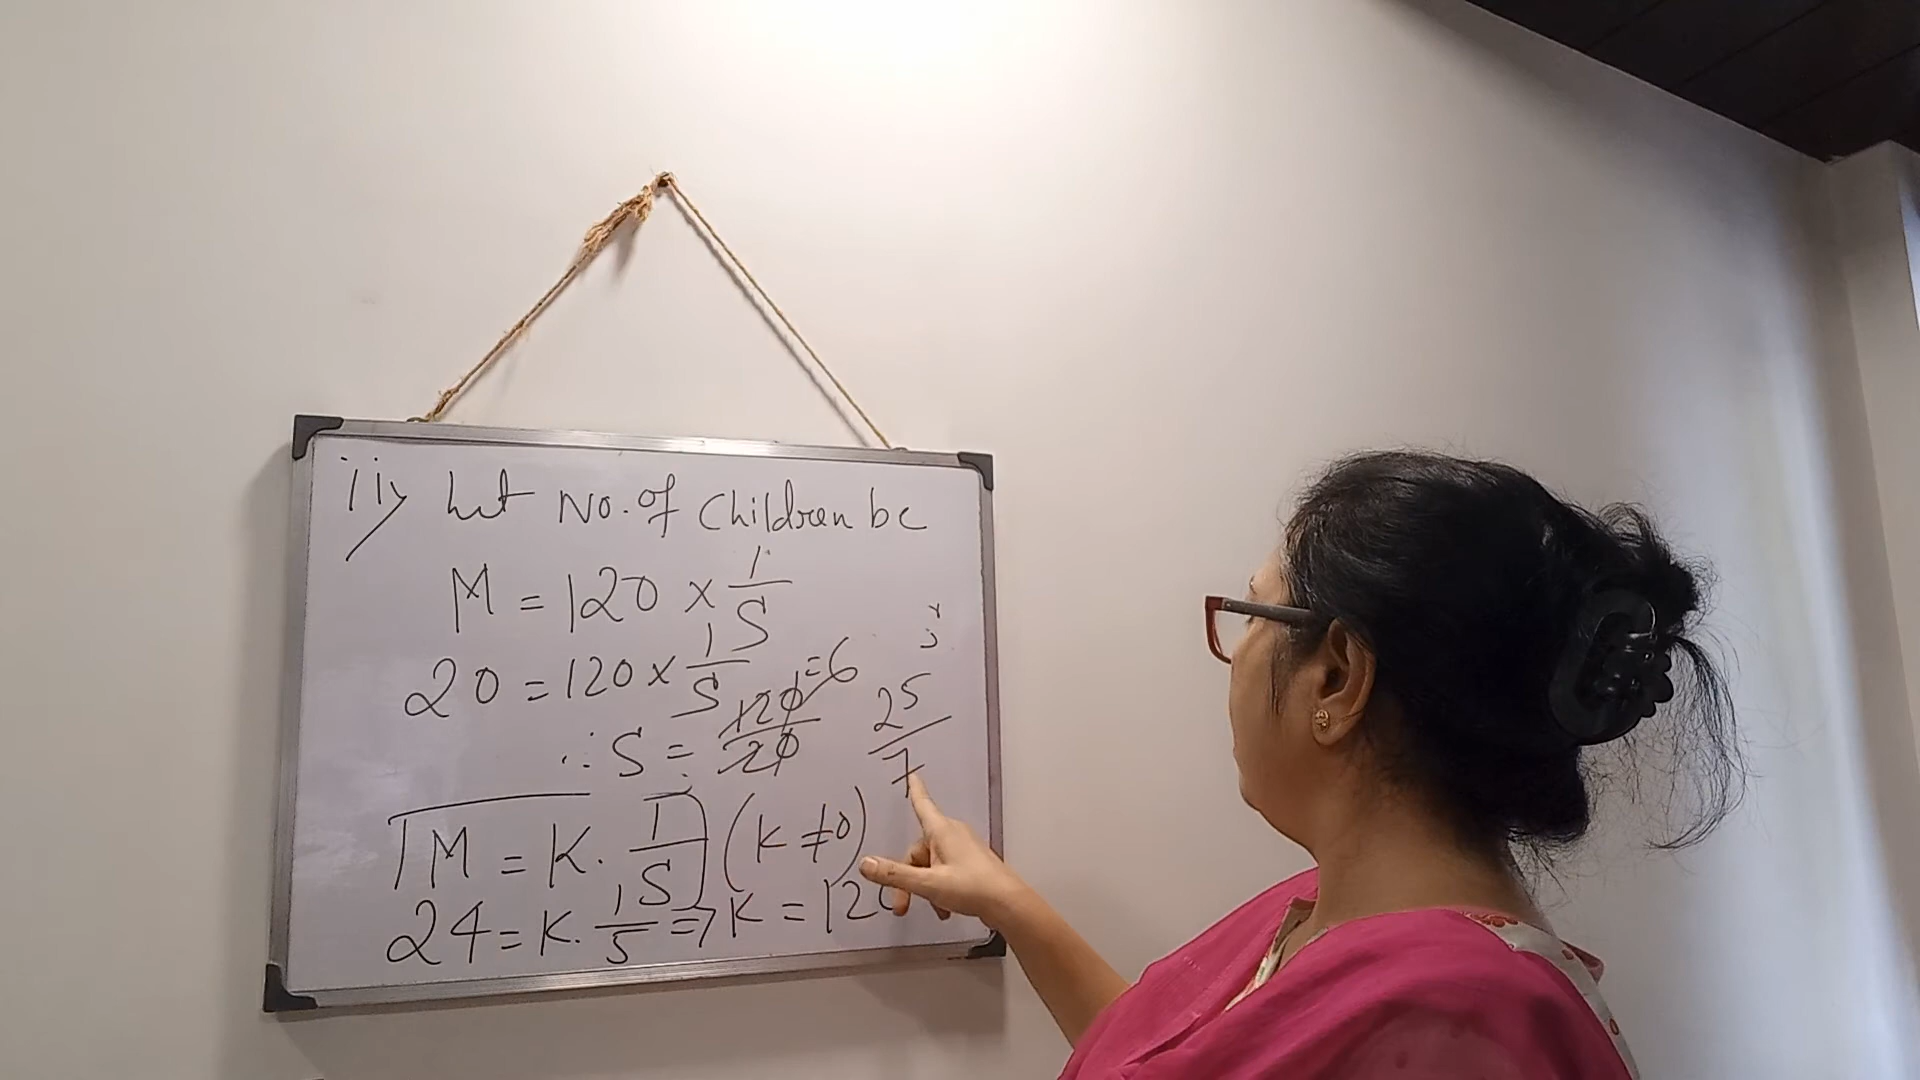 ii) Let No. of Children be
M = 120 × 1/S
20 = 120 × 1/S
∴ S = 120/20 = 6
25/7
M = K. 1/S (K ≠ 0)
24 = K. 1/5 => K = 120